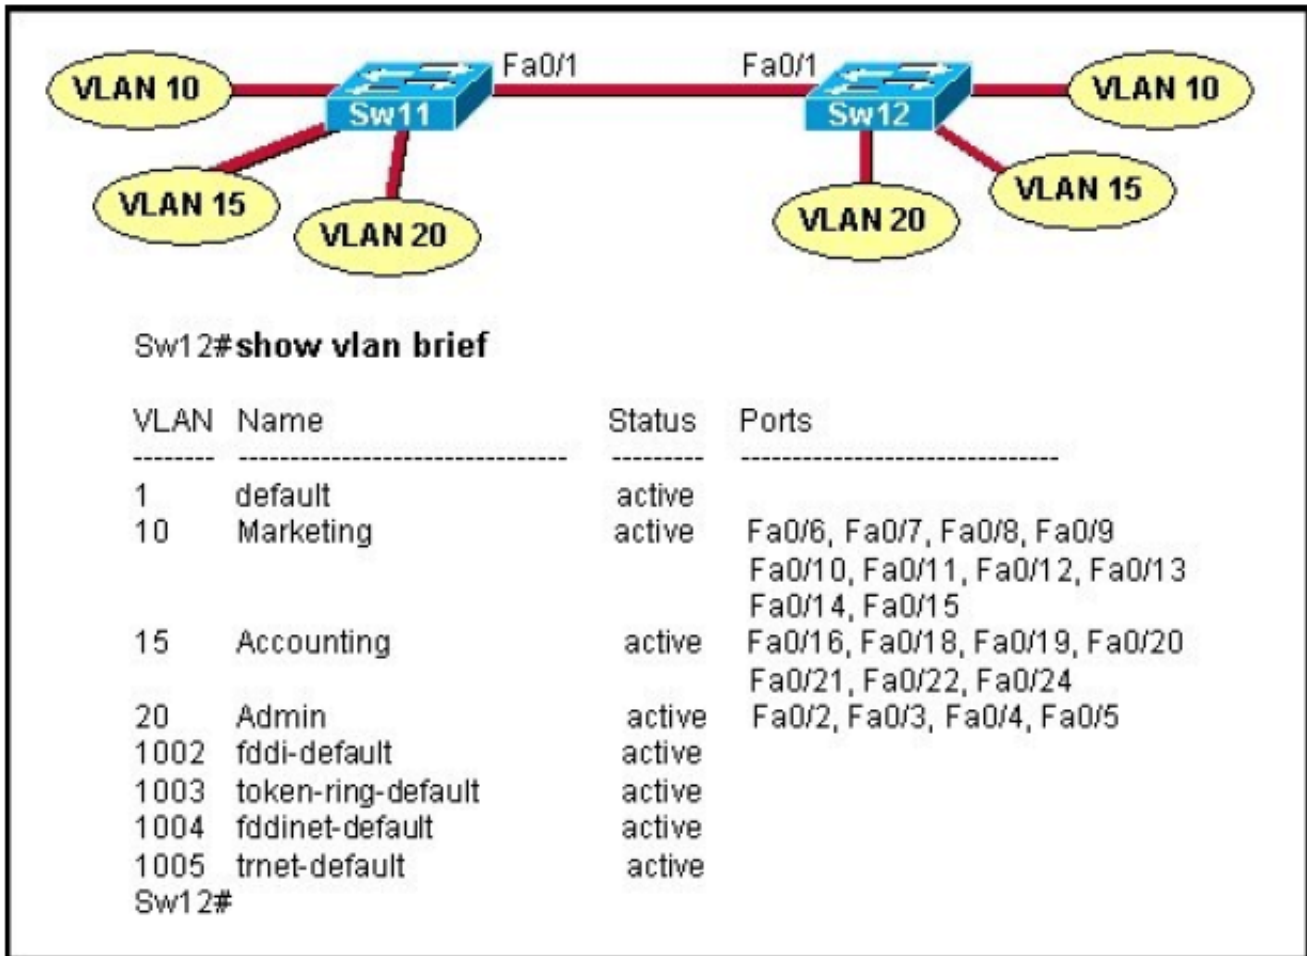 Fa0/1 Fa0/1
VLAN 10 Sw11 Sw12 VLAN 10
VLAN 15 VLAN 20 VLAN 20 VLAN 15
Sw12#show vlan brief
VLAN Name Status Ports
-------- -------------------------------- --------- -------------------------------
1 default active
10 Marketing active Fa0/6, Fa0/7, Fa0/8, Fa0/9
Fa0/10, Fa0/11, Fa0/12, Fa0/13
Fa0/14, Fa0/15
15 Accounting active Fa0/16, Fa0/18, Fa0/19, Fa0/20
Fa0/21, Fa0/22, Fa0/24
20 Admin active Fa0/2, Fa0/3, Fa0/4, Fa0/5
1002 fddi-default active
1003 token-ring-default active
1004 fddinet-default active
1005 trnet-default active
Sw12#